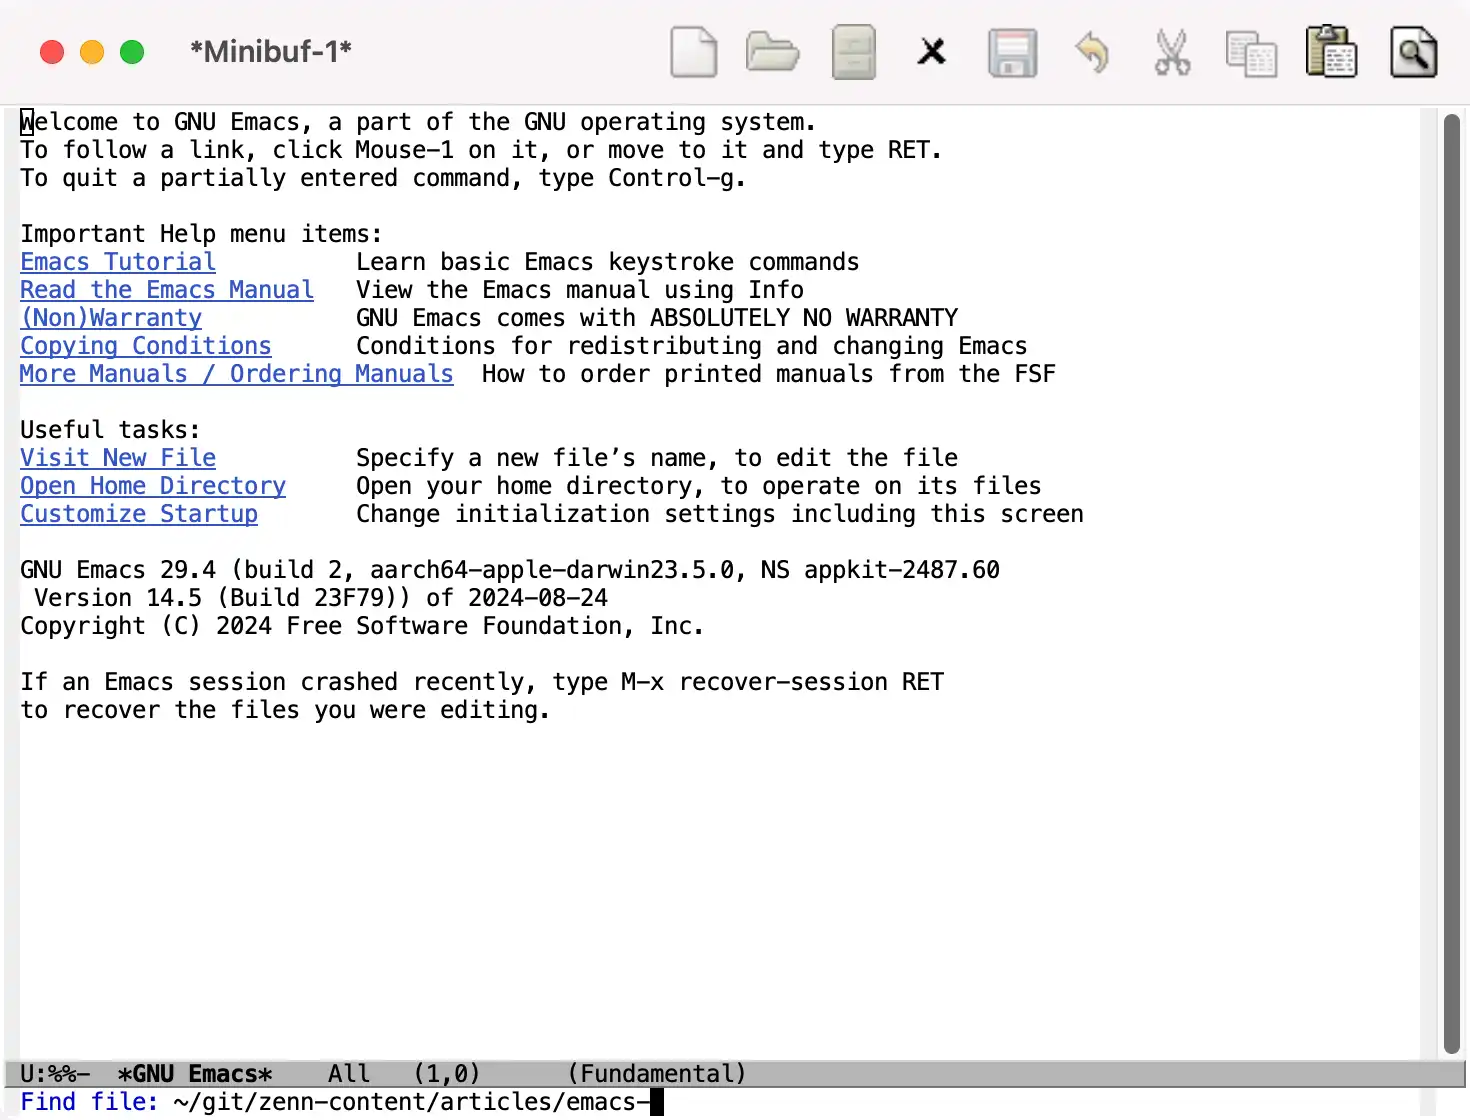 *Minibuf-1*
Welcome to GNU Emacs, a part of the GNU operating system.
To follow a link, click Mouse-1 on it, or move to it and type RET.
To quit a partially entered command, type Control-g.
Important Help menu items:
Emacs Tutorial Learn basic Emacs keystroke commands
Read the Emacs Manual View the Emacs manual using Info
(Non)Warranty GNU Emacs comes with ABSOLUTELY NO WARRANTY
Copying Conditions Conditions for redistributing and changing Emacs
More Manuals / Ordering Manuals How to order printed manuals from the FSF
Useful tasks:
Visit New File Specify a new file’s name, to edit the file
Open Home Directory Open your home directory, to operate on its files
Customize Startup Change initialization settings including this screen
GNU Emacs 29.4 (build 2, aarch64-apple-darwin23.5.0, NS appkit-2487.60
Version 14.5 (Build 23F79)) of 2024-08-24
Copyright (C) 2024 Free Software Foundation, Inc.
If an Emacs session crashed recently, type M-x recover-session RET
to recover the files you were editing.
U:%%- *GNU Emacs* All (1,0) (Fundamental)
Find file: ~/git/zenn-content/articles/emacs-